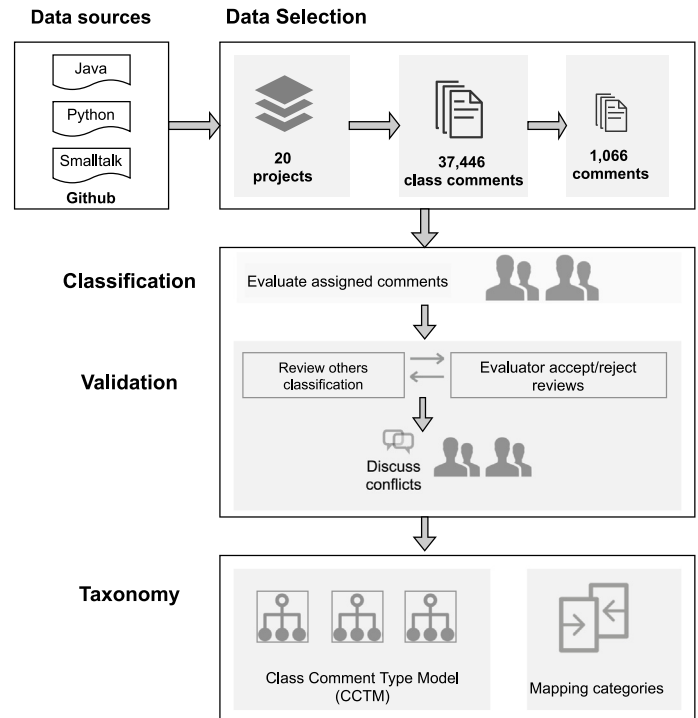 Data sources
Java
Python
Smalltalk
Github
Data Selection
20
projects
37,446
class comments
1,066
comments
Classification
Evaluate assigned comments
Validation
Review others
classification
Evaluator accept/reject
reviews
Discuss
conflicts
Taxonomy
Class Comment Type Model
(CCTM)
Mapping categories